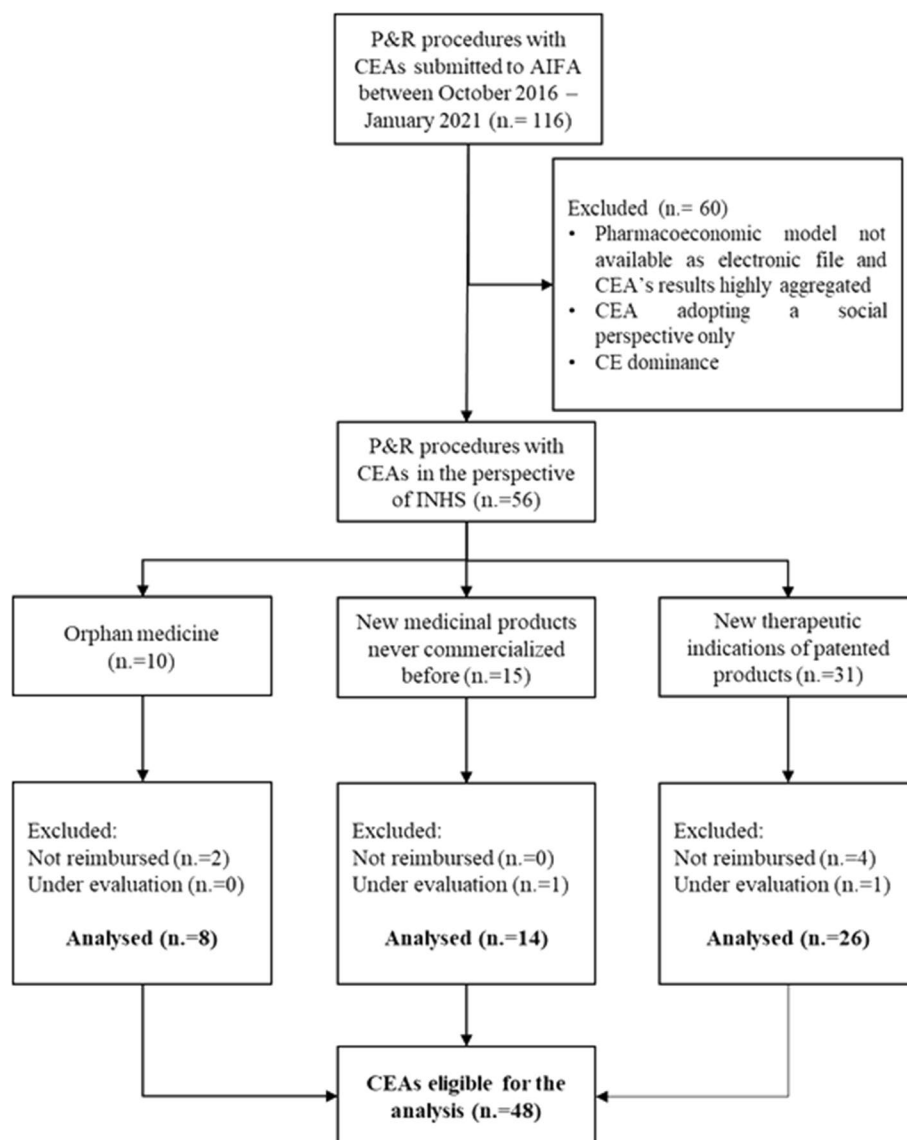 P&R procedures with
CEAs submitted to AIFA
between October 2016 –
January 2021 (n.= 116)
Excluded (n.= 60)
• Pharmacoeconomic model not
available as electronic file and
CEA`s results highly aggregated
• CEA adopting a social
perspective only
• CE dominance
P&R procedures with
CEAs in the perspective
of INHS (n.=56)
Orphan medicine
(n.=10)
New medicinal products
never commercialized
before (n.=15)
New therapeutic
indications of patented
products (n.=31)
Excluded:
Not reimbursed (n.=2)
Under evaluation (n.=0)
Analysed (n.=8)
Excluded:
Not reimbursed (n.=0)
Under evaluation (n.=1)
Analysed (n.=14)
Excluded:
Not reimbursed (n.=4)
Under evaluation (n.=1)
Analysed (n.=26)
CEAs eligible for the
analysis (n.=48)